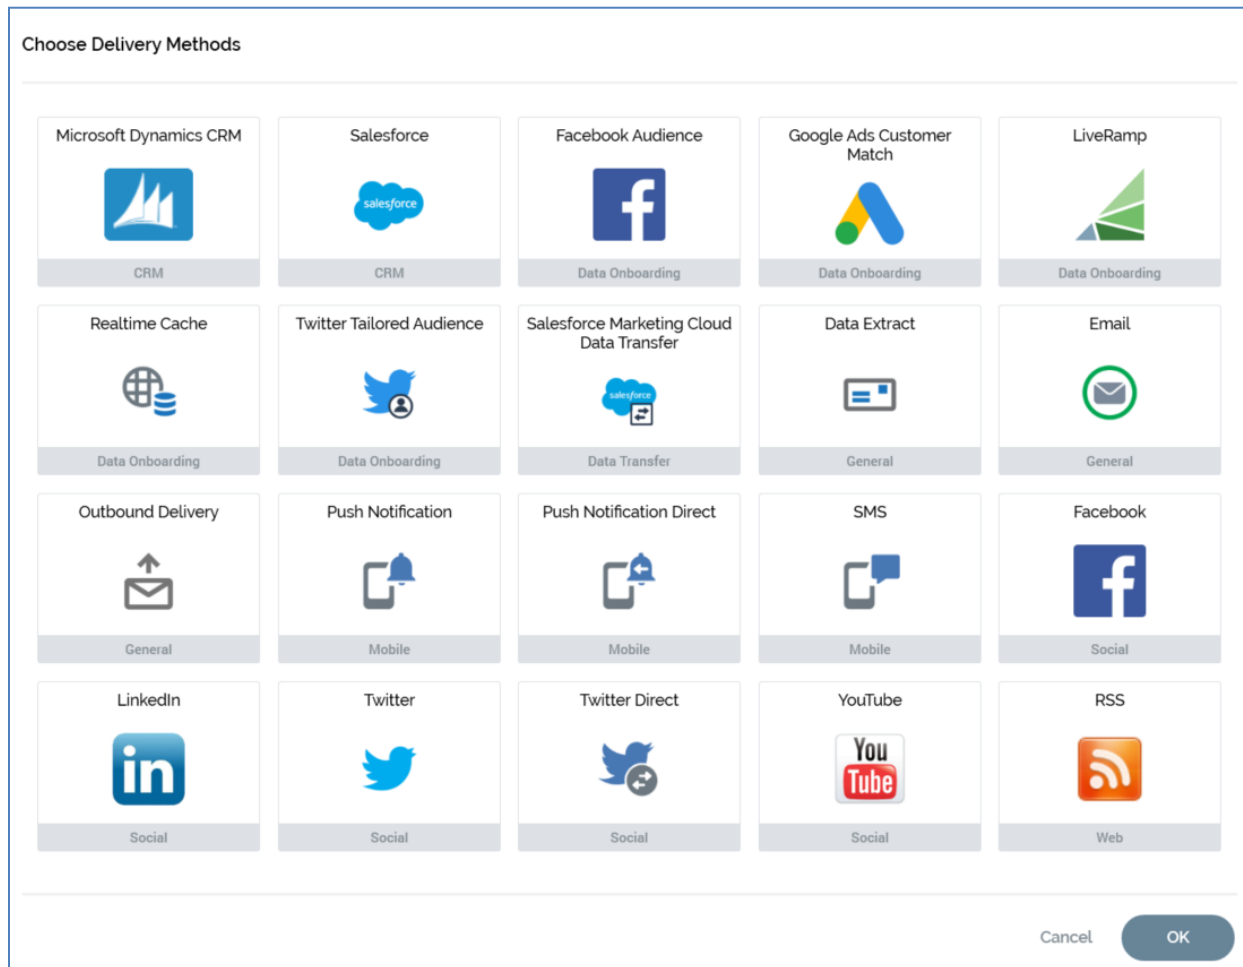 Choose Delivery Methods
Microsoft Dynamics CRM
CRM
Salesforce
salesforce
CRM
Facebook Audience
f
Data Onboarding
Google Ads Customer
Match
Data Onboarding
LiveRamp
Data Onboarding
Realtime Cache
Data Onboarding
Twitter Tailored Audience
Data Onboarding
Salesforce Marketing Cloud
Data Transfer
salesforce
Data Transfer
Data Extract
General
Email
General
Outbound Delivery
General
Push Notification
Mobile
Push Notification Direct
Mobile
SMS
Mobile
Facebook
f
Social
LinkedIn
in
Social
Twitter
Social
Twitter Direct
Social
YouTube
You
Tube
Social
RSS
Web
Cancel
OK